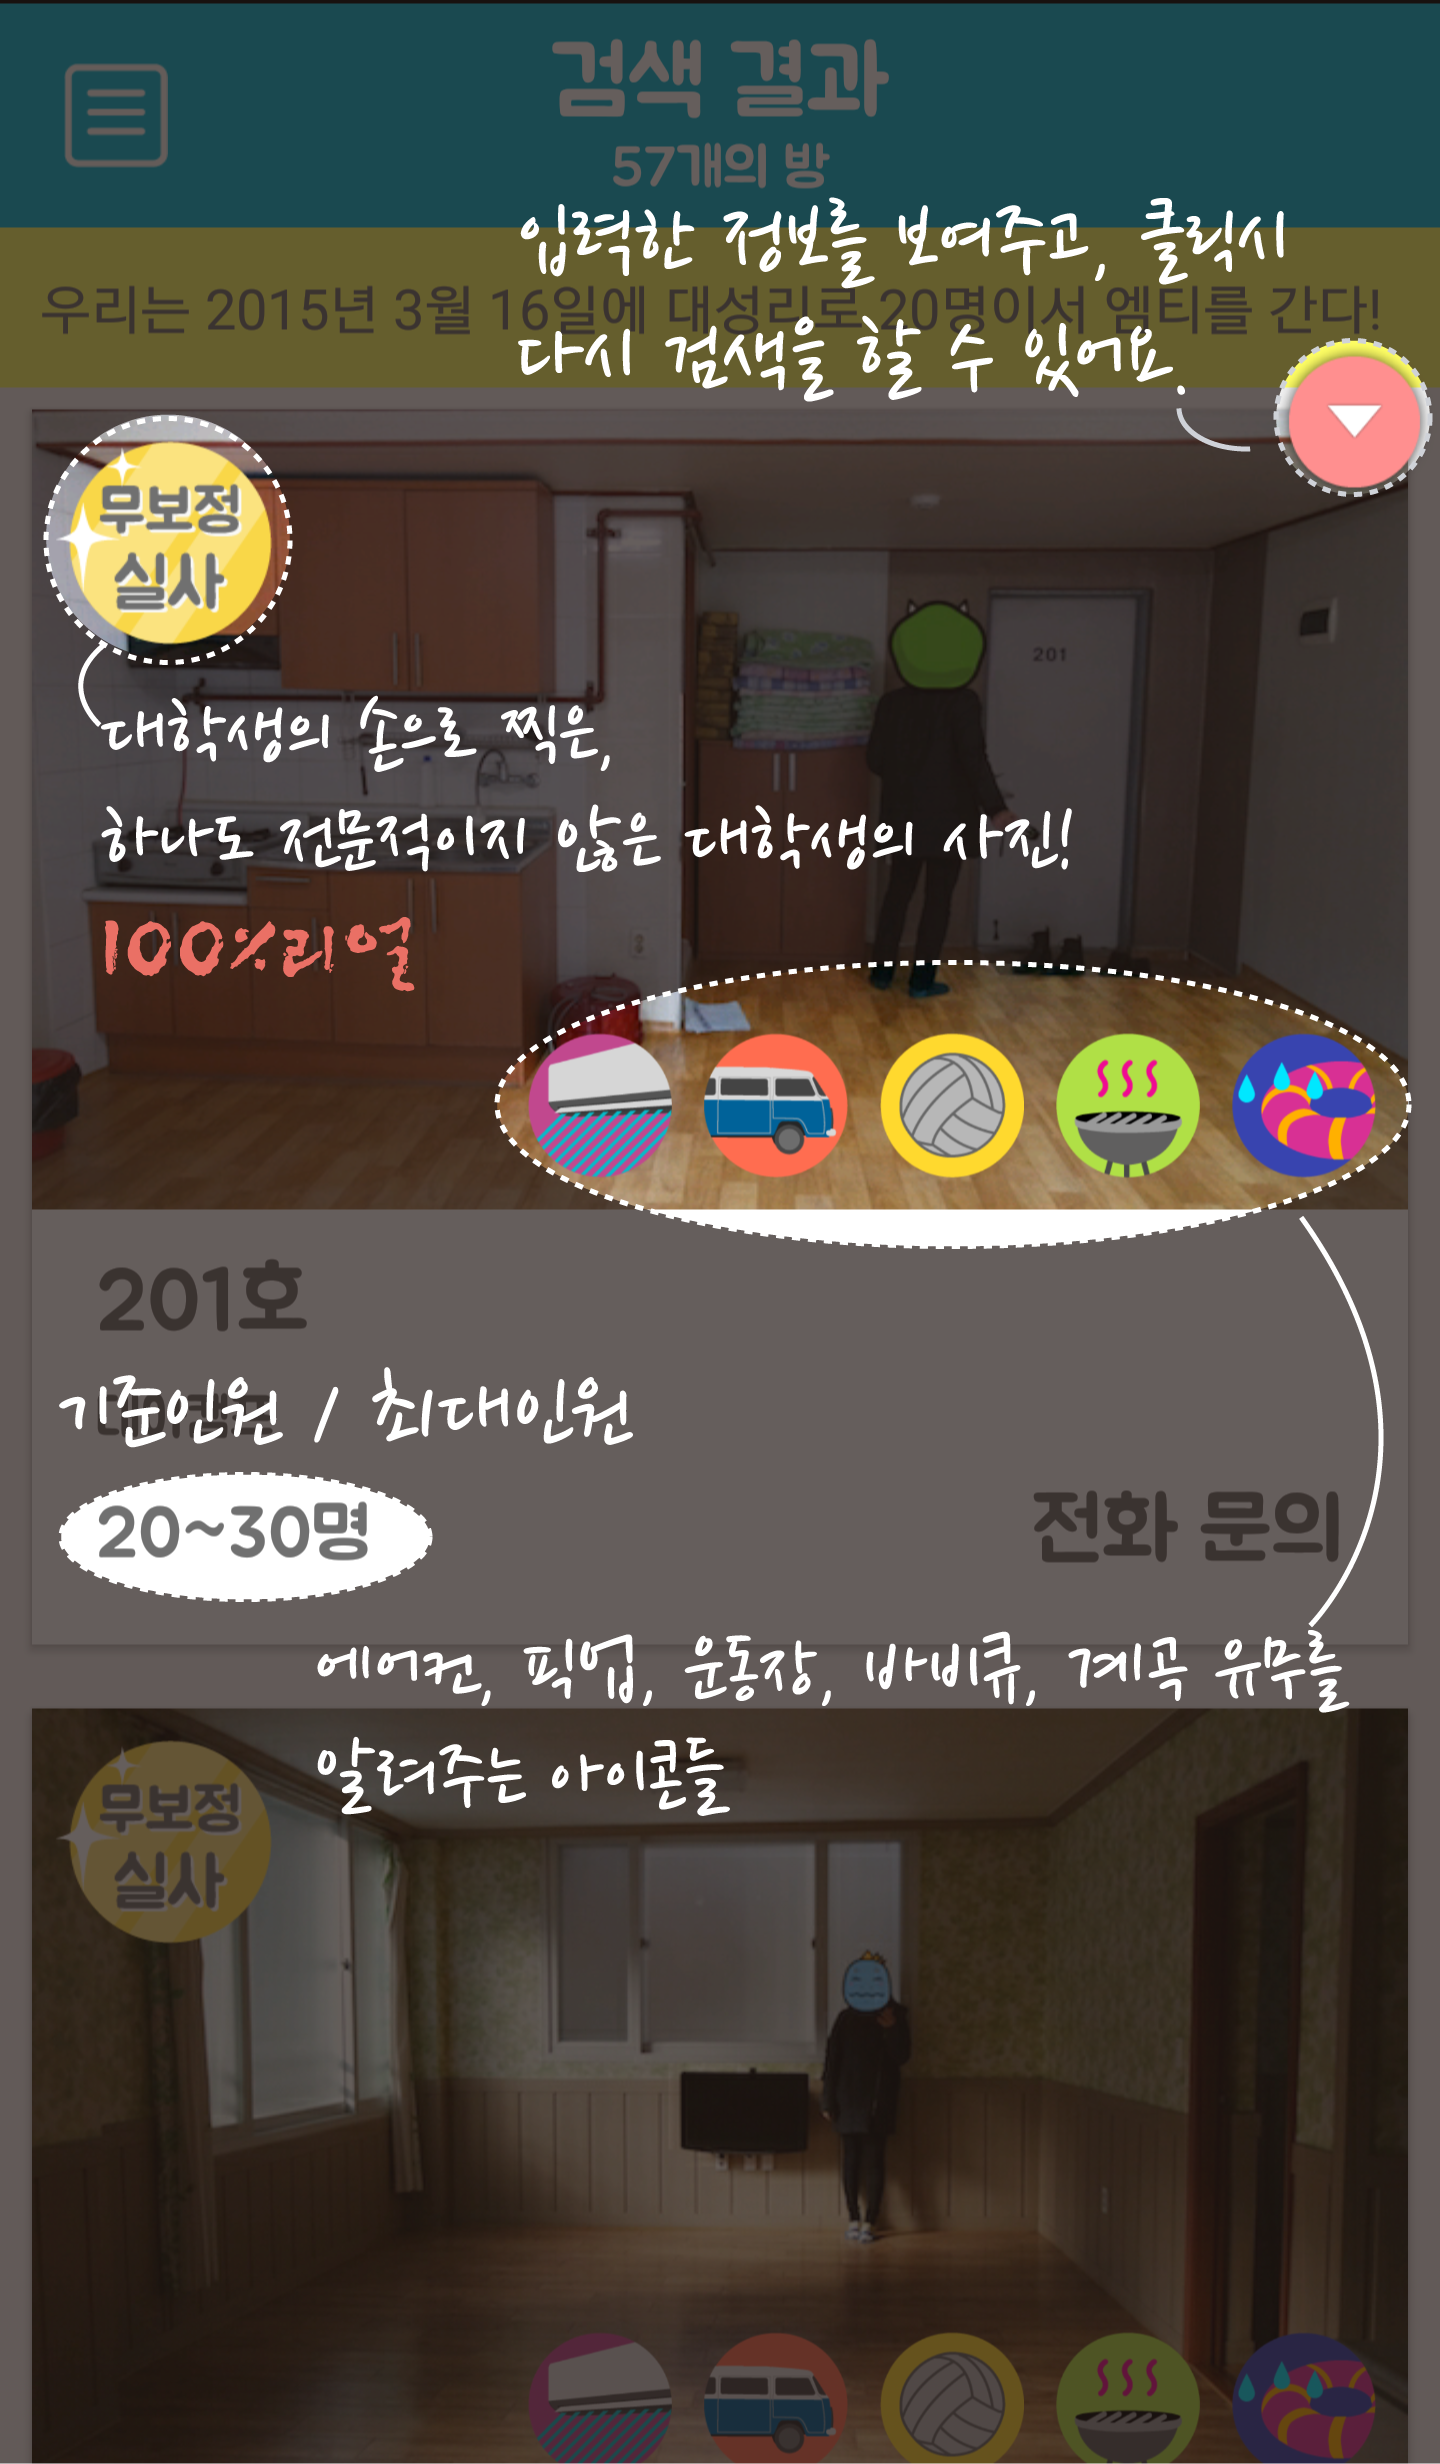 검색 결과
57개의 방
입력한 정보를 보여주고, 클릭시
우리는 2015년 3월 16일에 대성리로 20명이서 엠티를 간다!
다시 검색을 할 수 있어요.
무보정
실사
201
대학생의 손으로 찍은,
하나도 전문적이지 않은 대학생의 사진!
100%리얼
201호
기준인원 / 최대인원
20~30명
전화 문의
에어컨, 픽업, 운동장, 바비큐, 계곡 유무를
알려주는 아이콘들
무보정
실사